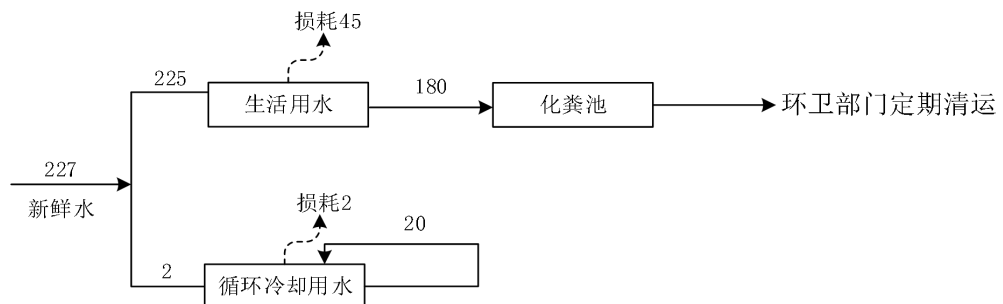 损耗45
225
生活用水
180
化粪池
环卫部门定期清运
227
新鲜水
损耗2
20
2
循环冷却用水